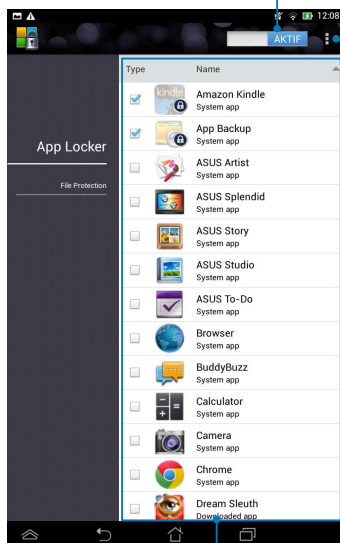 12:08
AKTIF
App Locker
File Protection
Type Name
kindle
Amazon Kindle
System app
App Backup
System app
ASUS Artist
System app
ASUS Splendid
System app
ASUS Story
System app
ASUS Studio
System app
ASUS To-Do
System app
Browser
System app
BuddyBuzz
System app
Calculator
System app
Camera
System app
Chrome
System app
Dream Sleuth
Downloaded app